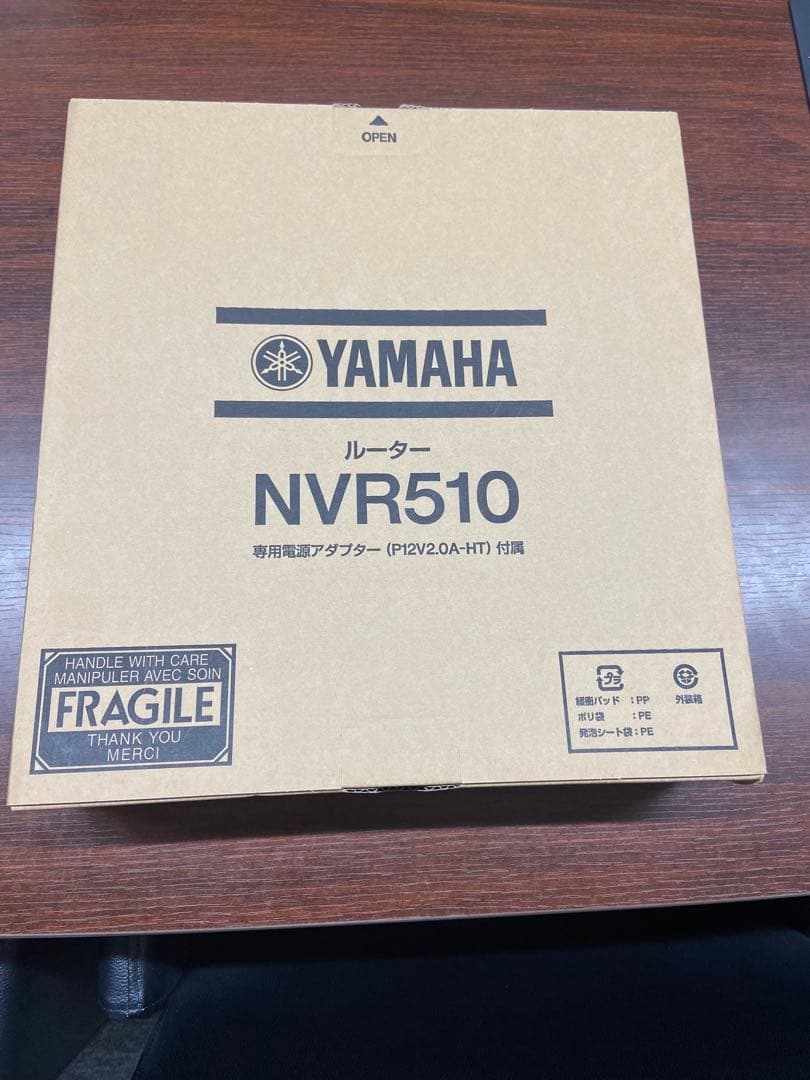 OPEN
YAMAHA
ルーター
NVR510
専用電源アダプター (P12V2.0A-HT) 付属
HANDLE WITH CARE
MANIPULER AVEC SOIN
FRAGILE
THANK YOU
MERCI
プラ
緩衝パッド :PP
ポリ袋 :PE
発泡シート袋:PE
外装箱